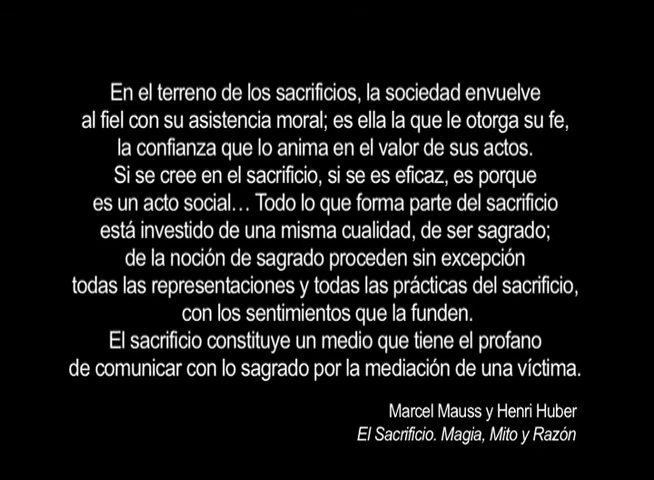 En el terreno de los sacrificios, la sociedad envuelve
al fiel con su asistencia moral; es ella la que le otorga su fe,
la confianza que lo anima en el valor de sus actos.
Si se cree en el sacrificio, si se es eficaz, es porque
es un acto social... Todo lo que forma parte del sacrificio
está investido de una misma cualidad, de ser sagrado;
de la noción de sagrado proceden sin excepción
todas las representaciones y todas las prácticas del sacrificio,
con los sentimientos que la funden.
El sacrificio constituye un medio que tiene el profano
de comunicar con lo sagrado por la mediación de una víctima.
Marcel Mauss y Henri Huber
El Sacrificio. Magia, Mito y Razón